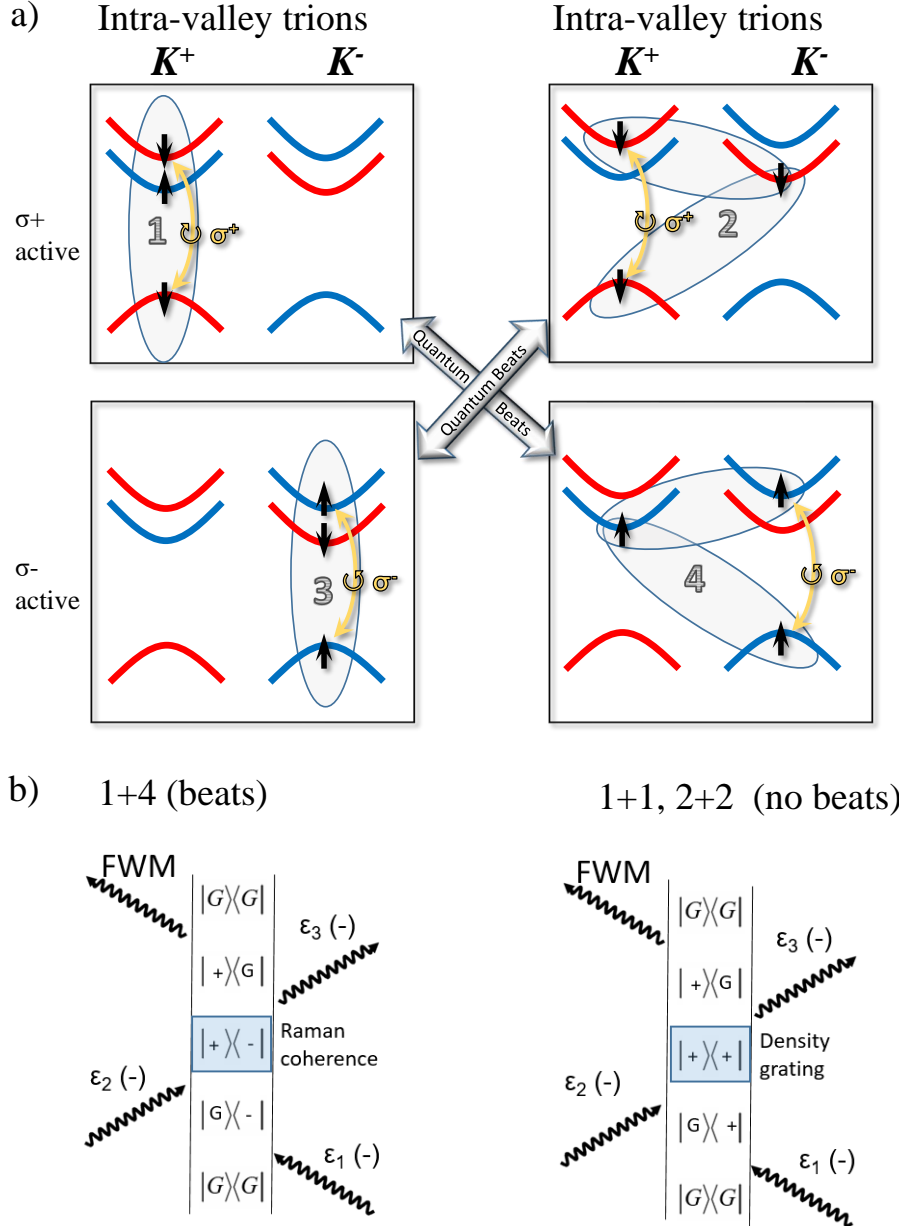 a)
Intra-valley trions
Intra-valley trions
K+
K-
K+
K-
σ+
active
1
σ+
2
σ+
Quantum
Beats
Quantum Beats
σ-
active
3
σ-
4
σ-
b)
1+4 (beats)
1+1, 2+2 (no beats)
FWM
|G⟩⟨G|
ε3 (-)
|+⟩⟨G|
|+⟩⟨-|
Raman
coherence
ε2 (-)
|G⟩⟨-|
ε1 (-)
|G⟩⟨G|
FWM
|G⟩⟨G|
ε3 (-)
|+⟩⟨G|
|+⟩⟨+|
Density
grating
ε2 (-)
|G⟩⟨+|
ε1 (-)
|G⟩⟨G|